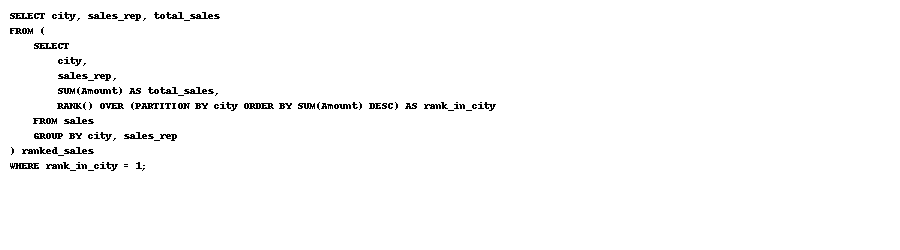 SELECT city, sales_rep, total_sales
FROM (
    SELECT
        city,
        sales_rep,
        SUM(Amount) AS total_sales,
        RANK() OVER (PARTITION BY city ORDER BY SUM(Amount) DESC) AS rank_in_city
    FROM sales
    GROUP BY city, sales_rep
) ranked_sales
WHERE rank_in_city = 1;